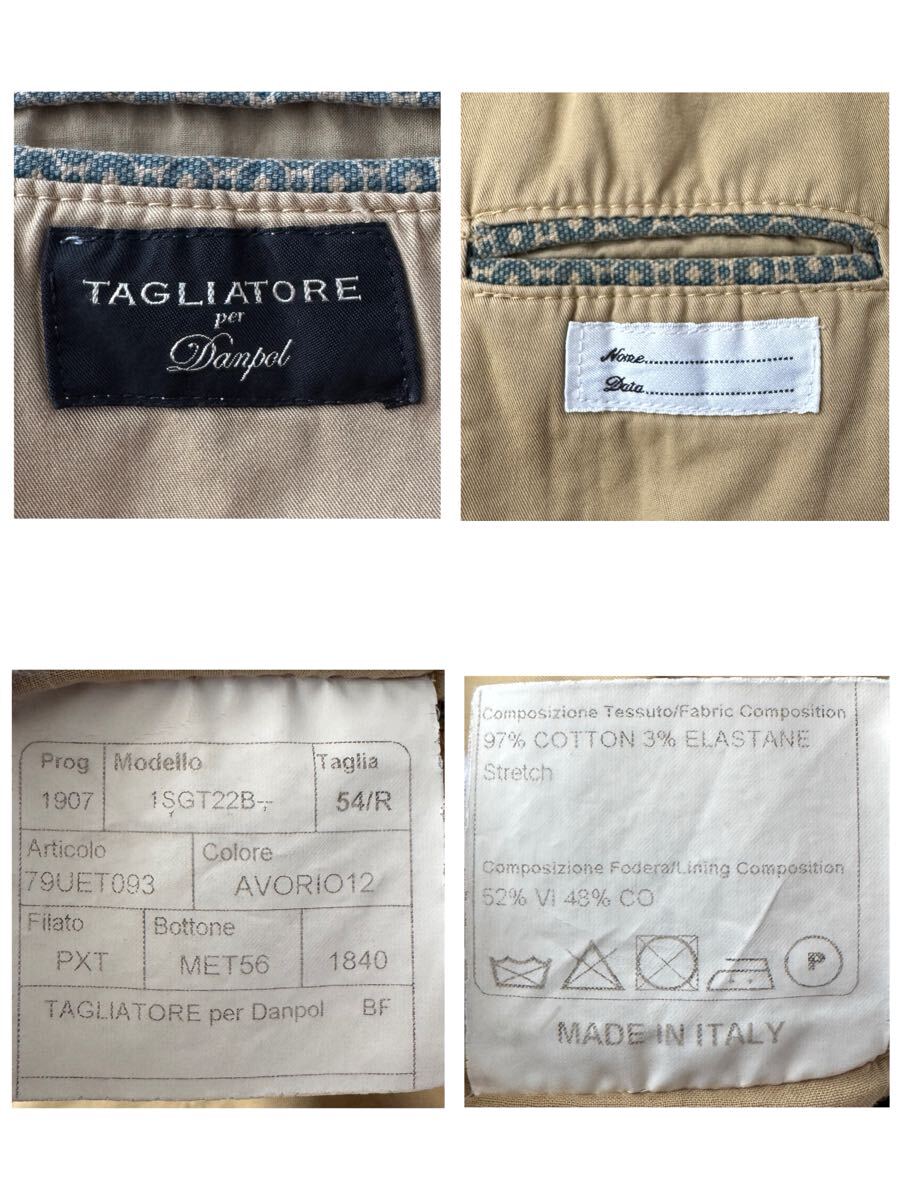 TAGLIATORE
per
Danpol
Nome
Data
Prog Modello Taglia
1907 1SGT22B-- 54/R
Articolo Colore
79UET093 AVORIO12
Filato Bottone
PXT MET56 1840
TAGLIATORE per Danpol BF
Composizione Tessuto/Fabric Composition
97% COTTON 3% ELASTANE
Stretch
Composizione Fodera/Lining Composition
52% VI 48% CO
P
MADE IN ITALY